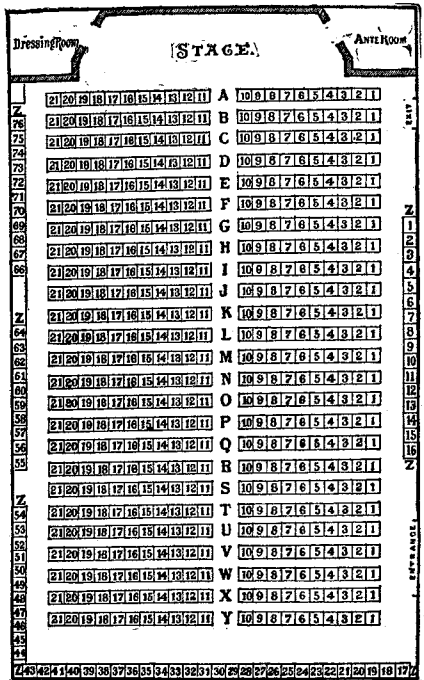 Dressing Room
STAGE.
ANTE ROOM
21 20 19 18 17 16 15 14 13 12 11 A 10 9 8 7 6 5 4 3 2 1
Z
76
21 20 19 18 17 16 15 14 13 12 11 B 10 9 8 7 6 5 4 3 2 1
EXIT
75
21 20 19 18 17 16 15 14 13 12 11 C 10 9 8 7 6 5 4 3 2 1
74
73
21 20 19 18 17 16 15 14 13 12 11 D 10 9 8 7 6 5 4 3 2 1
72
21 20 19 18 17 16 15 14 13 12 11 E 10 9 8 7 6 5 4 3 2 1
71
70
21 20 19 18 17 16 15 14 13 12 11 F 10 9 8 7 6 5 4 3 2 1
Z
69
21 20 19 18 17 16 15 14 13 12 11 G 10 9 8 7 6 5 4 3 2 1
1
68
2
67
21 20 19 18 17 16 15 14 13 12 11 H 10 9 8 7 6 5 4 3 2 1
3
66
21 20 19 18 17 16 15 14 13 12 11 I 10 9 8 7 6 5 4 3 2 1
4
21 20 19 18 17 16 15 14 13 12 11 J 10 9 8 7 6 5 4 3 2 1
5
6
Z
21 20 19 18 17 16 15 14 13 12 11 K 10 9 8 7 6 5 4 3 2 1
7
64
21 20 19 18 17 16 15 14 13 12 11 L 10 9 8 7 6 5 4 3 2 1
8
63
9
62
21 20 19 18 17 16 15 14 13 12 11 M 10 9 8 7 6 5 4 3 2 1
10
61
21 20 19 18 17 16 15 14 13 12 11 N 10 9 8 7 6 5 4 3 2 1
11
60
12
59
21 20 19 18 17 16 15 14 13 12 11 O 10 9 8 7 6 5 4 3 2 1
13
58
21 20 19 18 17 16 15 14 13 12 11 P 10 9 8 7 6 5 4 3 2 1
14
57
56
21 20 19 18 17 16 15 14 13 12 11 Q 10 9 8 7 6 5 4 3 2 1
15
16
55
21 20 19 18 17 16 15 14 13 12 11 R 10 9 8 7 6 5 4 3 2 1
Z
21 20 19 18 17 16 15 14 13 12 11 S 10 9 8 7 6 5 4 3 2 1
Z
54
21 20 19 18 17 16 15 14 13 12 11 T 10 9 8 7 6 5 4 3 2 1
53
21 20 19 18 17 16 15 14 13 12 11 U 10 9 8 7 6 5 4 3 2 1
52
51
21 20 19 18 17 16 15 14 13 12 11 V 10 9 8 7 6 5 4 3 2 1
ENTRANCE
50
21 20 19 18 17 16 15 14 13 12 11 W 10 9 8 7 6 5 4 3 2 1
49
48
21 20 19 18 17 16 15 14 13 12 11 X 10 9 8 7 6 5 4 3 2 1
47
21 20 19 18 17 16 15 14 13 12 11 Y 10 9 8 7 6 5 4 3 2 1
46
45
44
Z 43 42 41 40 39 38 37 36 35 34 33 32 31 30 29 28 27 26 25 24 23 22 21 20 19 18 17 Z